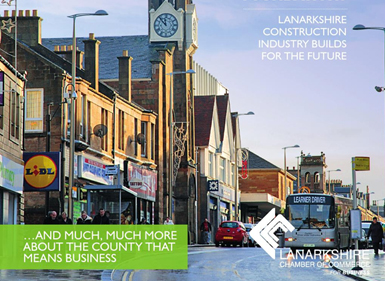 LANARKSHIRE
CONSTRUCTION
INDUSTRY BUILDS
FOR THE FUTURE
LIDL
LEARNER DRIVER
...AND MUCH, MUCH MORE
ABOUT THE COUNTY THAT
MEANS BUSINESS
LANARKSHIRE
CHAMBER OF COMMERCE